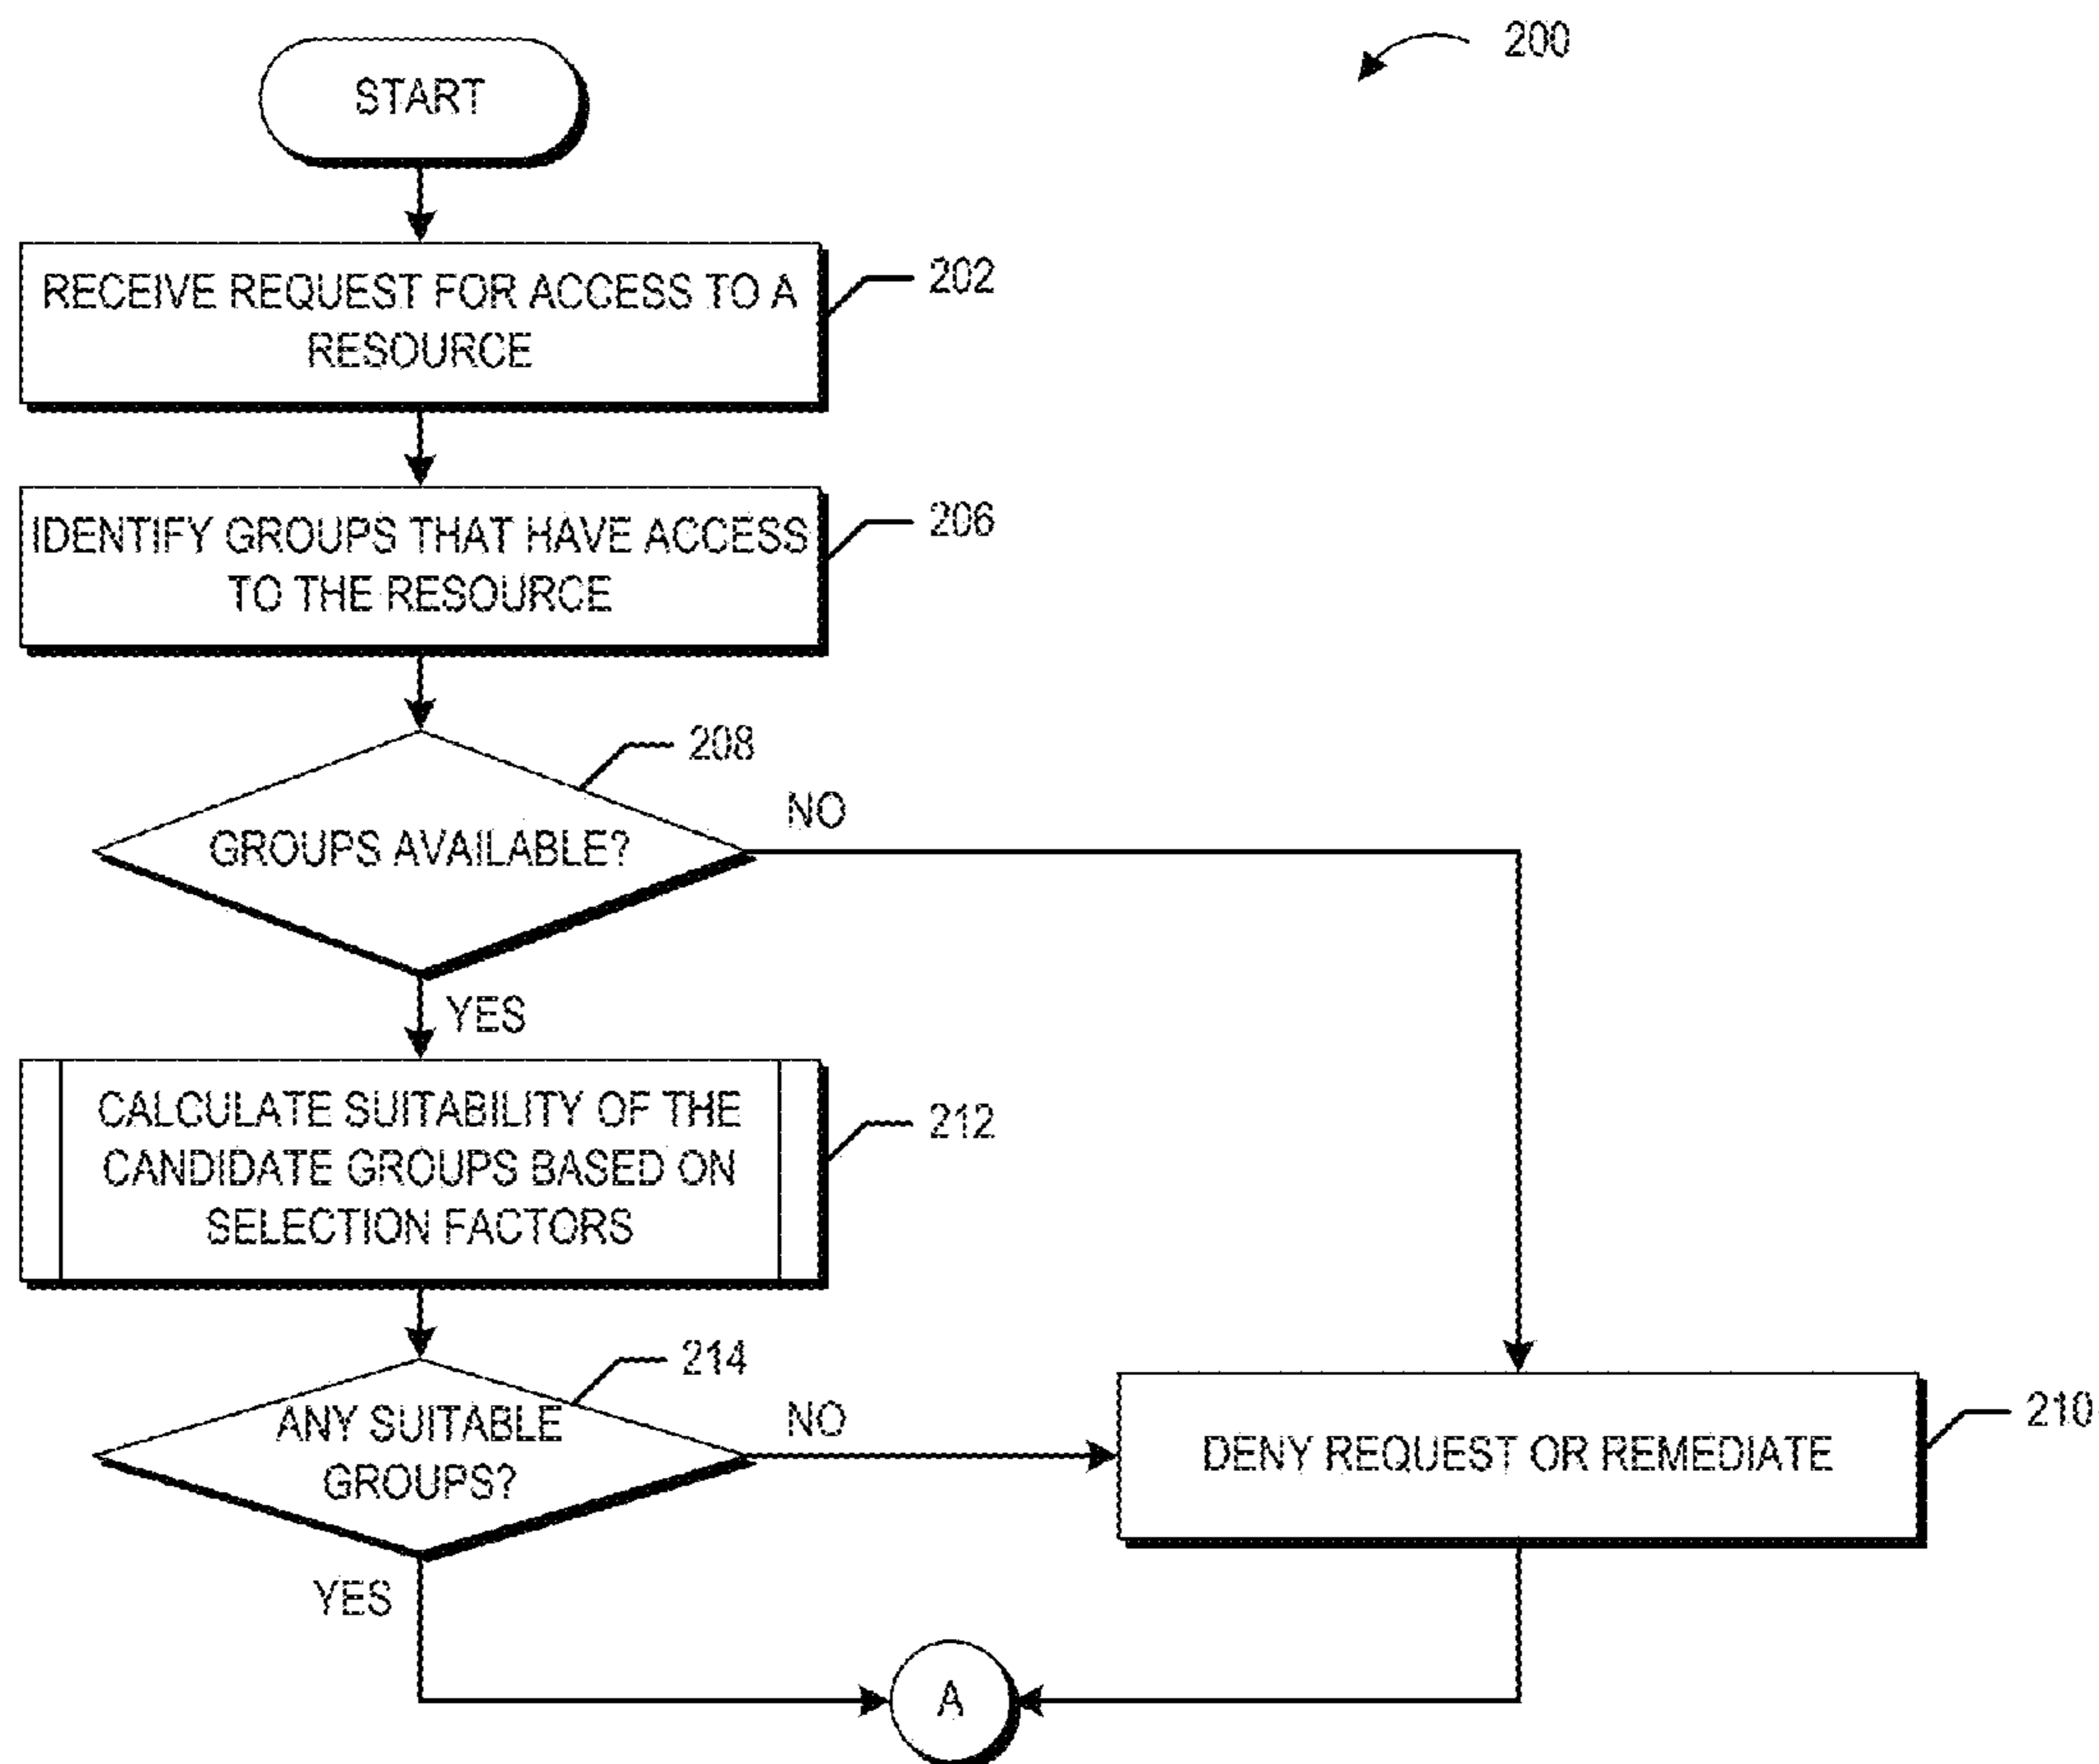 200
START
RECEIVE REQUEST FOR ACCESS TO A
RESOURCE
202
IDENTIFY GROUPS THAT HAVE ACCESS
TO THE RESOURCE
206
208
GROUPS AVAILABLE?
NO
YES
CALCULATE SUITABILITY OF THE
CANDIDATE GROUPS BASED ON
SELECTION FACTORS
212
214
ANY SUITABLE
GROUPS?
NO
DENY REQUEST OR REMEDIATE
210
YES
A